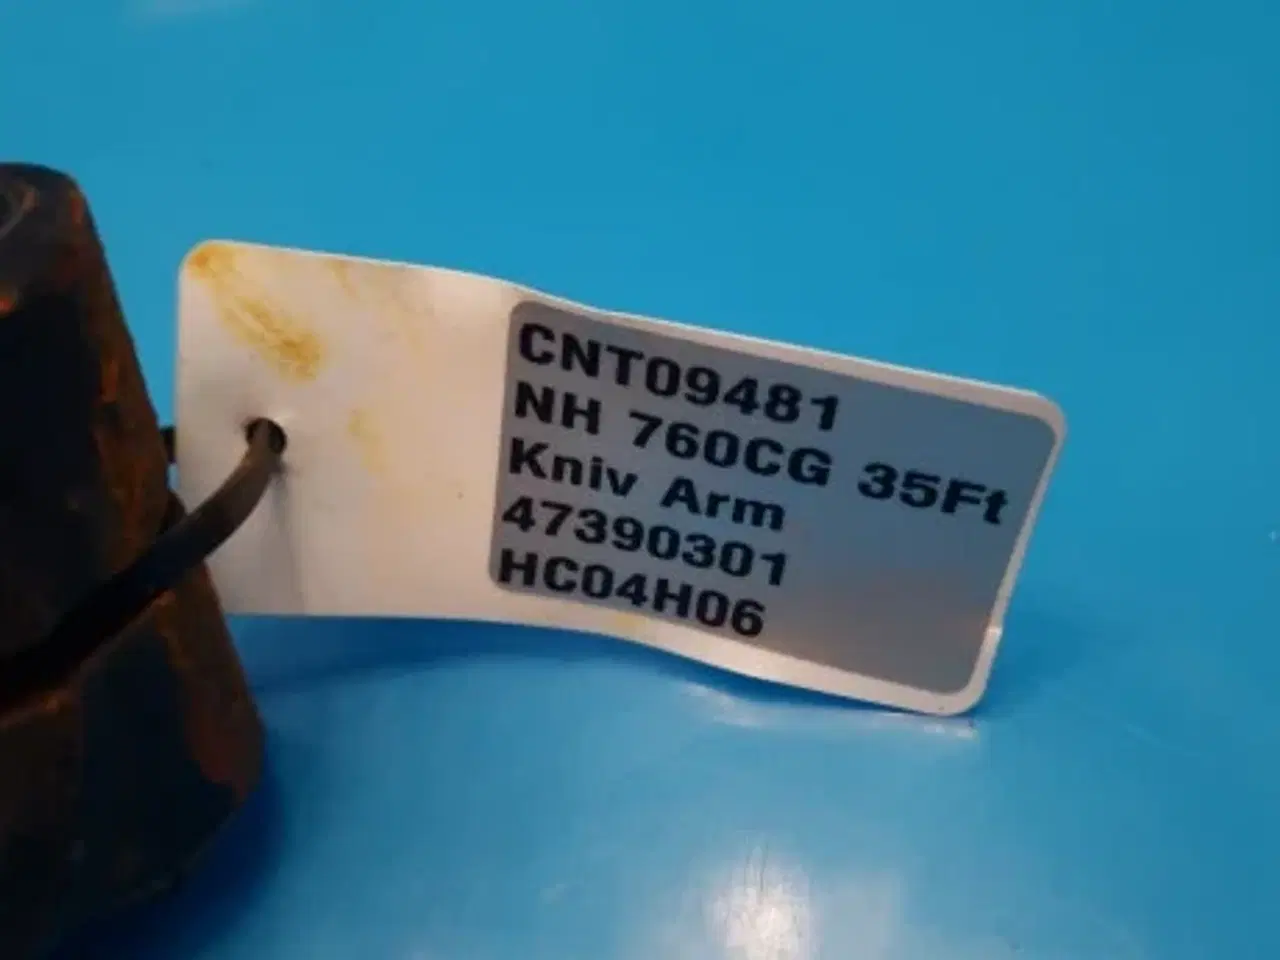 CNT09481
NH 760CG 35Ft
Kniv Arm
47390301
HC04H06